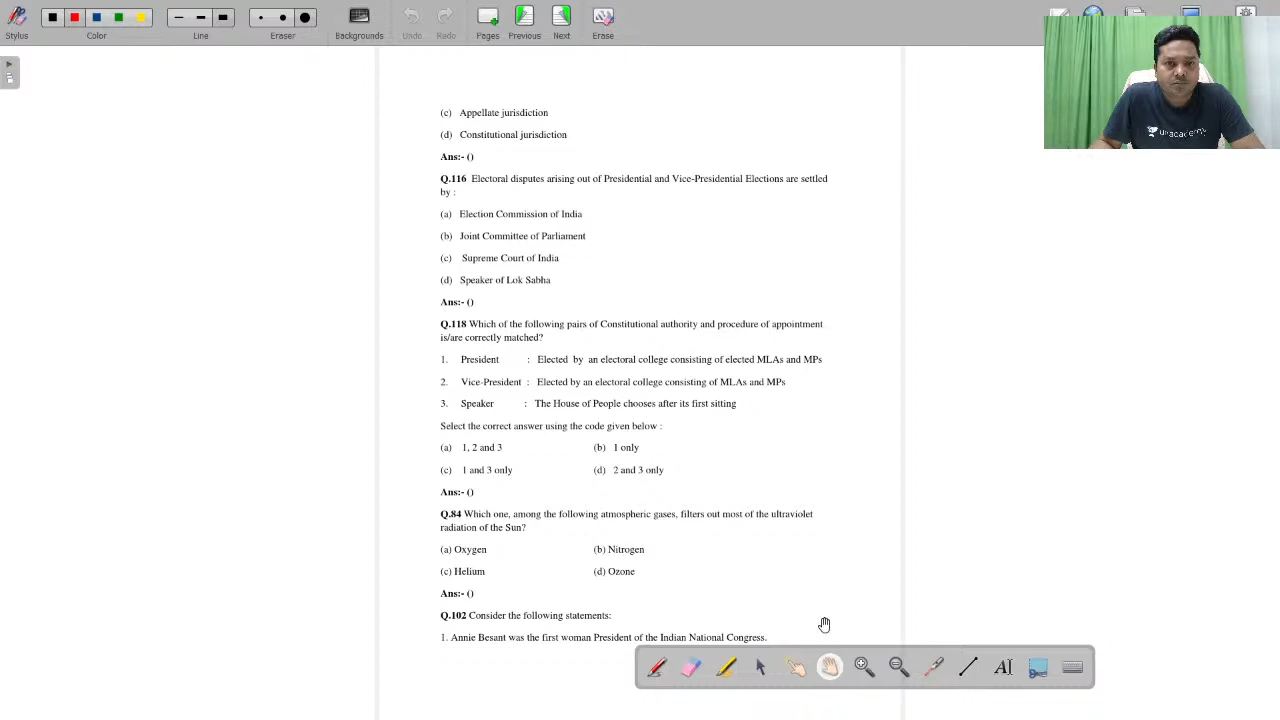 Stylus Color Line Eraser Backgrounds Undo Redo Pages Previous Next Erase
unacademy
(c) Appellate jurisdiction
(d) Constitutional jurisdiction
Ans:- ()
Q.116 Electoral disputes arising out of Presidential and Vice-Presidential Elections are settled
by :
(a) Election Commission of India
(b) Joint Committee of Parliament
(c) Supreme Court of India
(d) Speaker of Lok Sabha
Ans:- ()
Q.118 Which of the following pairs of Constitutional authority and procedure of appointment
is/are correctly matched?
1. President : Elected by an electoral college consisting of elected MLAs and MPs
2. Vice-President : Elected by an electoral college consisting of MLAs and MPs
3. Speaker : The House of People chooses after its first sitting
Select the correct answer using the code given below :
(a) 1, 2 and 3 (b) 1 only
(c) 1 and 3 only (d) 2 and 3 only
Ans:- ()
Q.84 Which one, among the following atmospheric gases, filters out most of the ultraviolet
radiation of the Sun?
(a) Oxygen (b) Nitrogen
(c) Helium (d) Ozone
Ans:- ()
Q.102 Consider the following statements:
1. Annie Besant was the first woman President of the Indian National Congress.